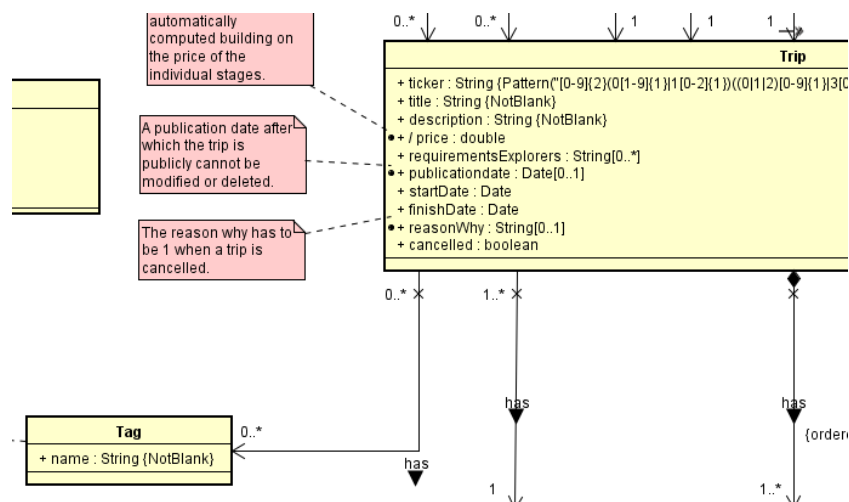 automatically
computed building on
the price of the
individual stages.
0..*
0..*
1
1
1
Trip
+ ticker : String {Pattern("[0-9]{2}(0[1-9]{1}|1[0-2]{1})((0|1|2)[0-9]{1}|3[0
+ title : String {NotBlank}
+ description : String {NotBlank}
+ / price : double
+ requirementsExplorers : String[0..*]
+ publicationdate : Date[0..1]
+ startDate : Date
+ finishDate : Date
+ reasonWhy : String[0..1]
+ cancelled : boolean
A publication date after
which the trip is
publicly cannot be
modified or deleted.
The reason why has to
be 1 when a trip is
cancelled.
0..*
1..*
has
has
{ordere
Tag
+ name : String {NotBlank}
0..*
has
1
1..*